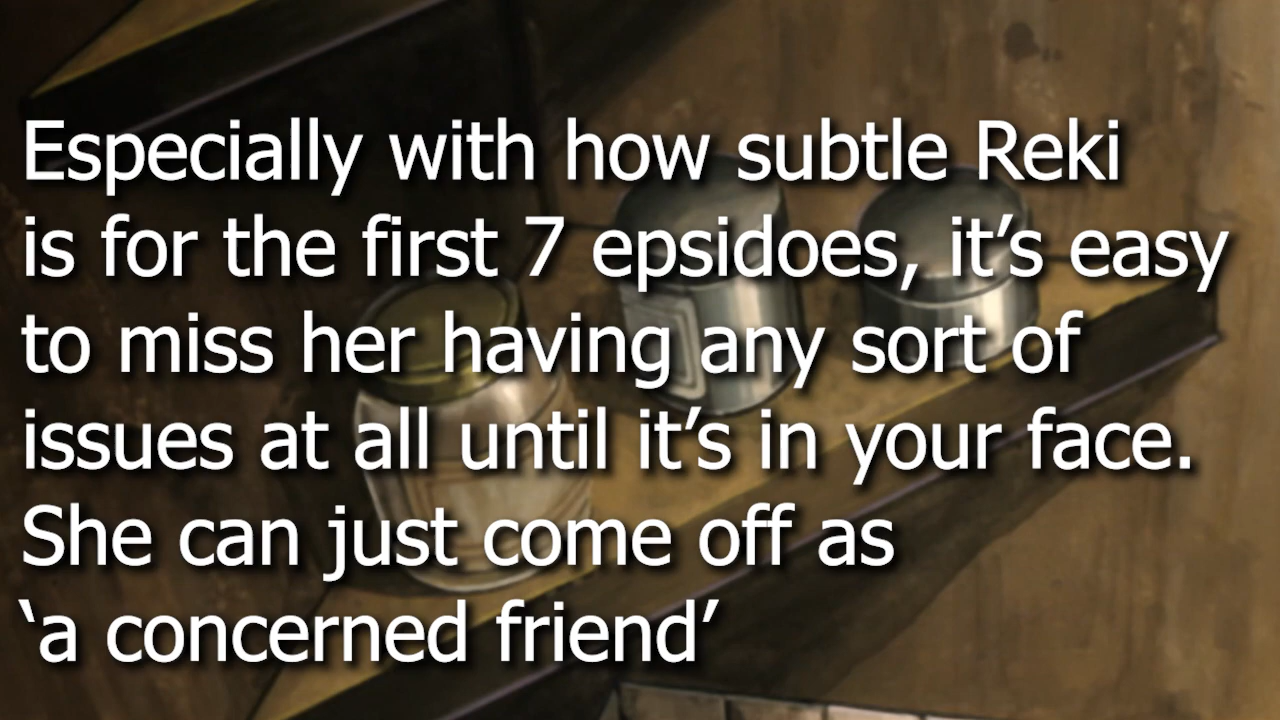 Especially with how subtle Reki
is for the first 7 epsidoes, it’s easy
to miss her having any sort of
issues at all until it’s in your face.
She can just come off as
‘a concerned friend’